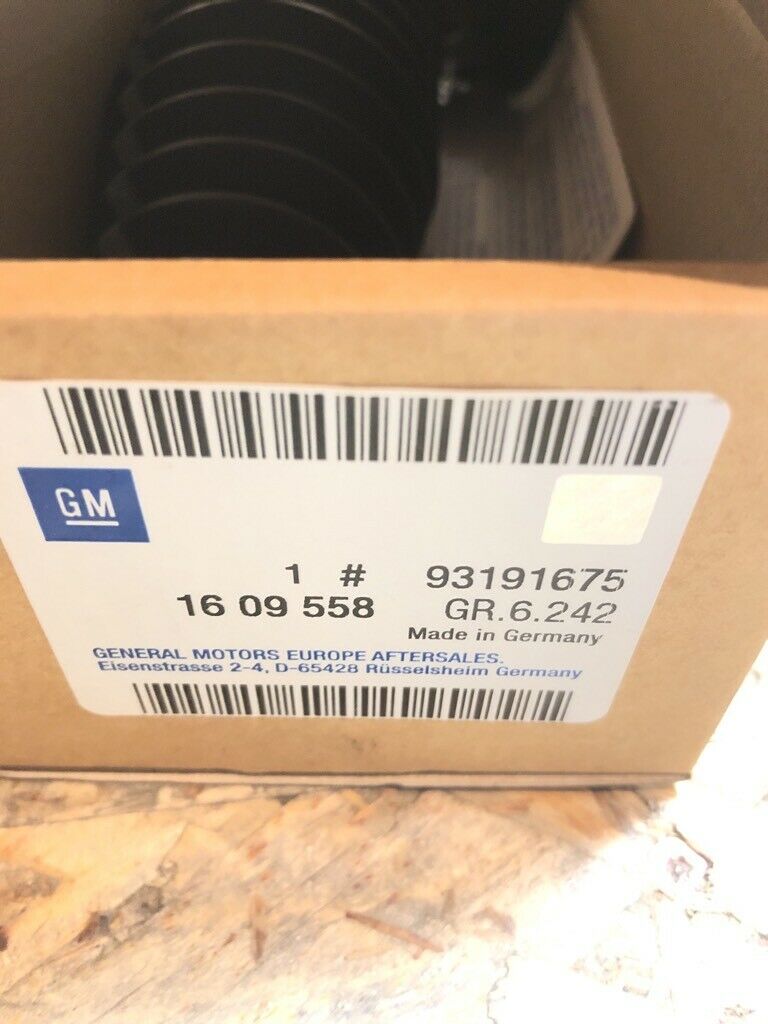 GM
1 # 93191675
16 09 558 GR.6.242
Made in Germany
GENERAL MOTORS EUROPE AFTERSALES.
Eisenstrasse 2-4, D-65428 Rüsselsheim Germany